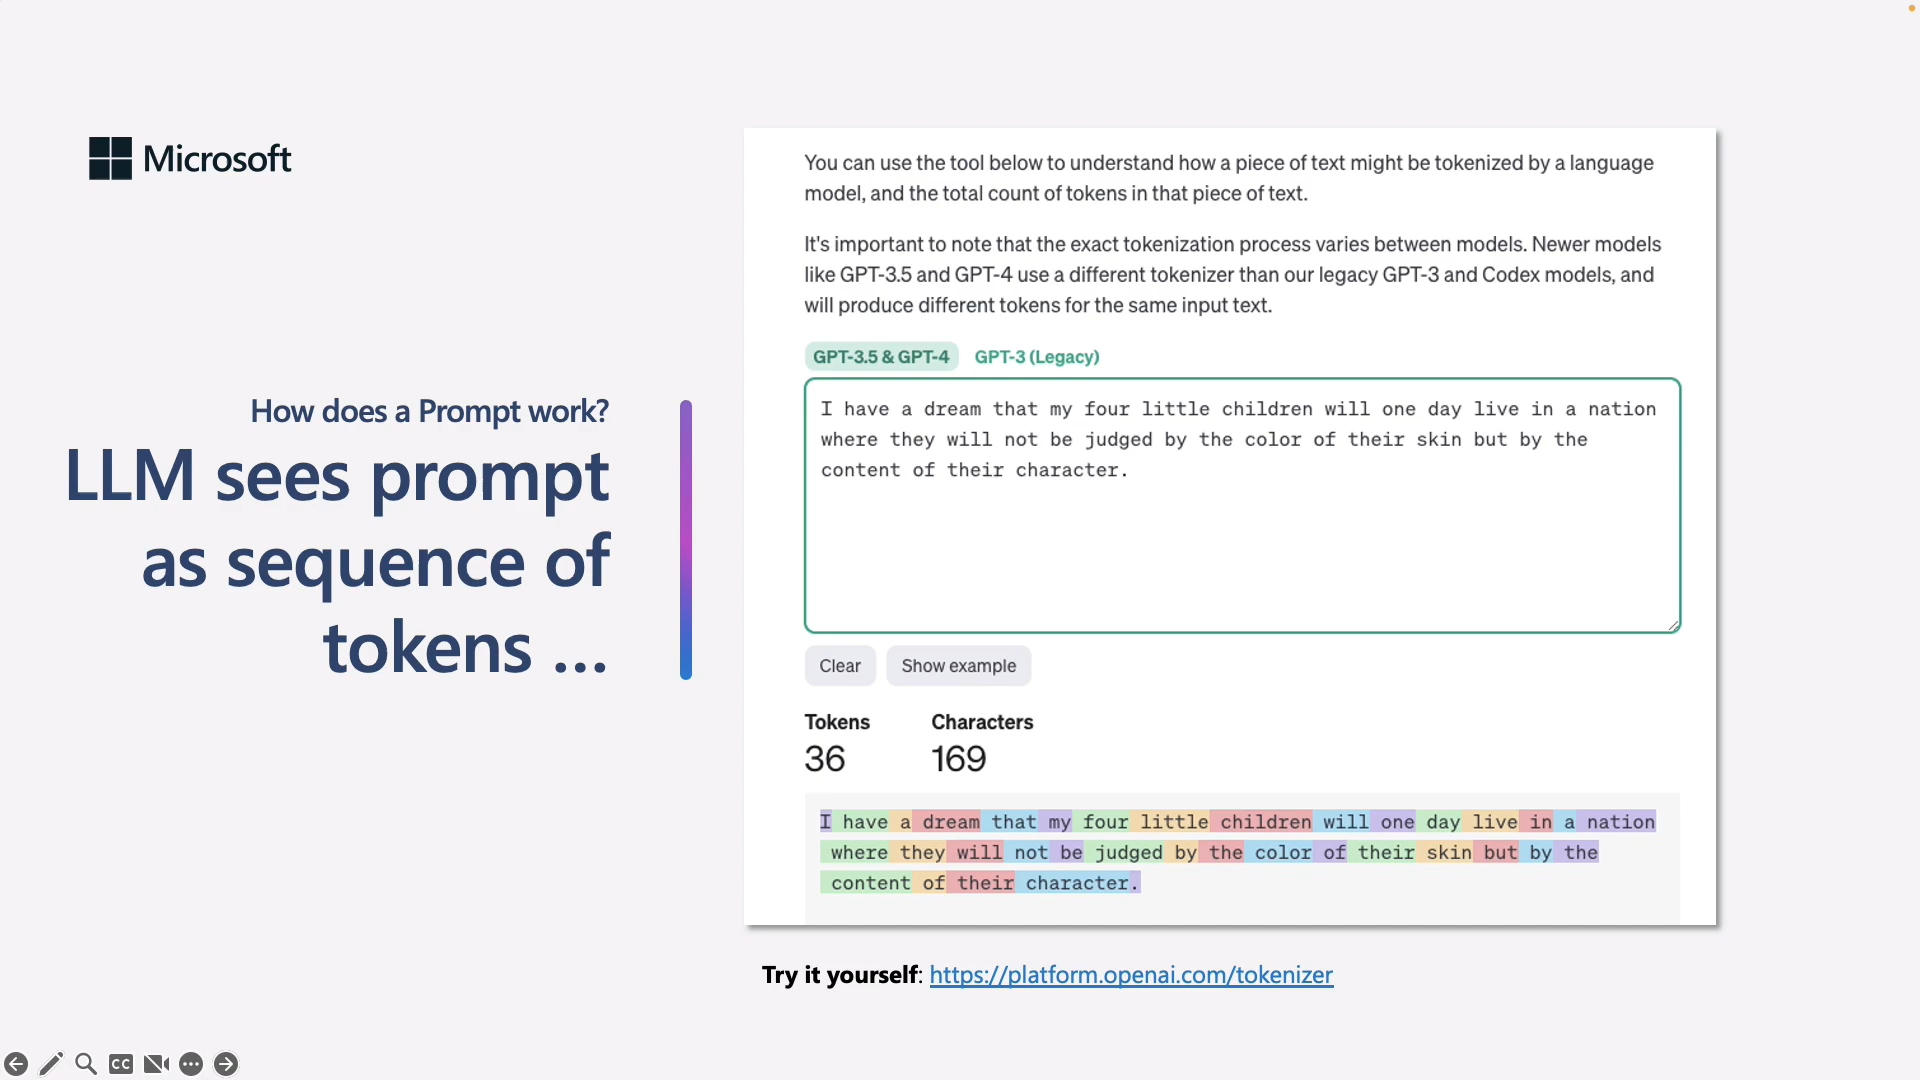 Microsoft
How does a Prompt work?
LLM sees prompt
as sequence of
tokens ...
You can use the tool below to understand how a piece of text might be tokenized by a language
model, and the total count of tokens in that piece of text.
It's important to note that the exact tokenization process varies between models. Newer models
like GPT-3.5 and GPT-4 use a different tokenizer than our legacy GPT-3 and Codex models, and
will produce different tokens for the same input text.
GPT-3.5 & GPT-4 GPT-3 (Legacy)
I have a dream that my four little children will one day live in a nation
where they will not be judged by the color of their skin but by the
content of their character.
Clear Show example
Tokens Characters
36 169
I have a dream that my four little children will one day live in a nation
where they will not be judged by the color of their skin but by the
content of their character.
Try it yourself: https://platform.openai.com/tokenizer
CC